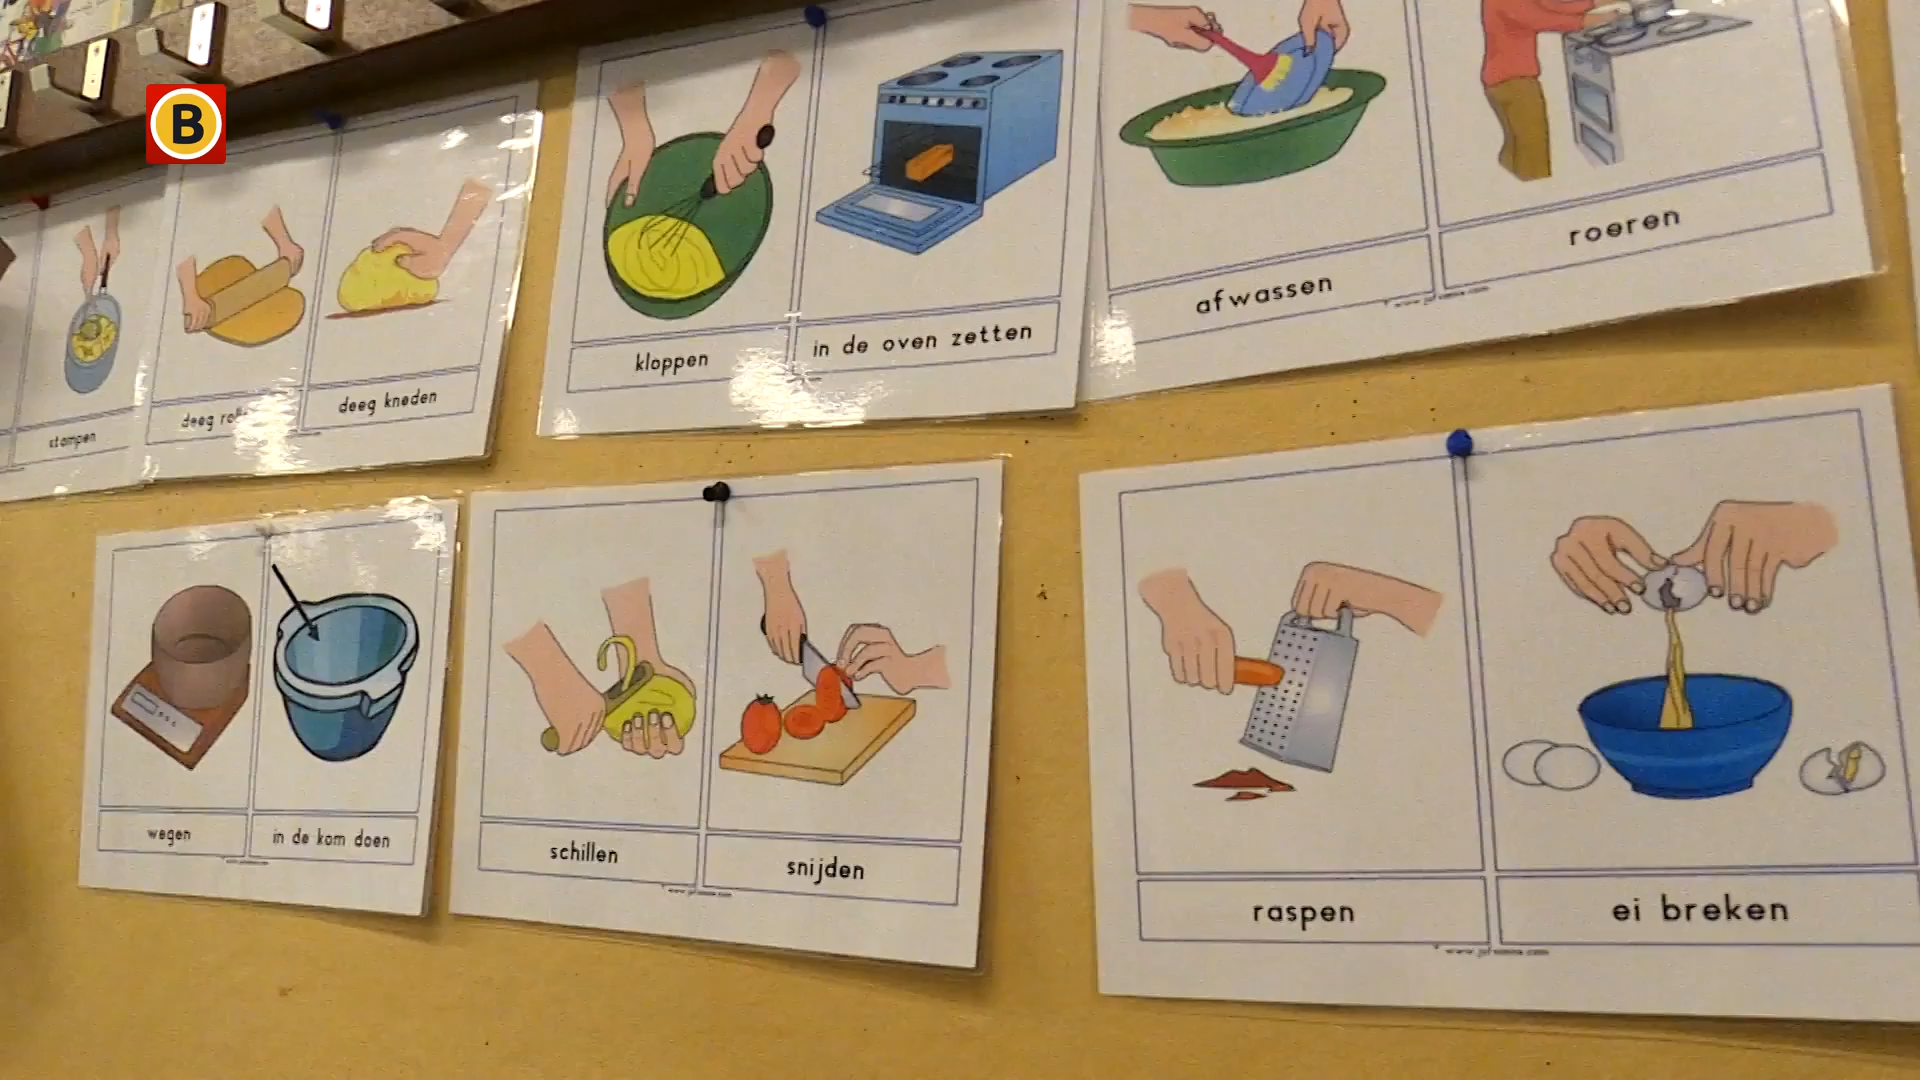 B
kloppen
in de oven zetten
afwassen
roeren
stampen
deeg
deeg kneden
wegen
in de kom doen
schillen
snijden
raspen
ei breken